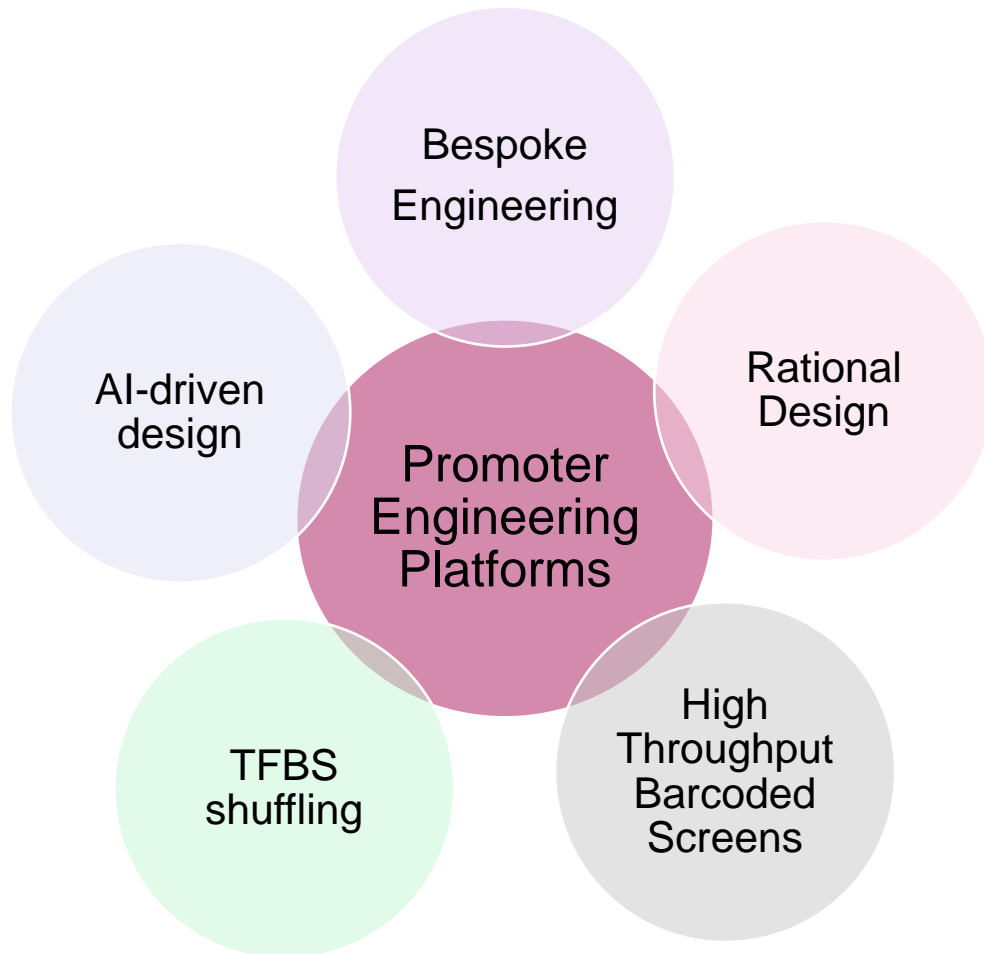 Bespoke
Engineering
AI-driven
design
Rational
Design
Promoter
Engineering
Platforms
TFBS
shuffling
High
Throughput
Barcoded
Screens